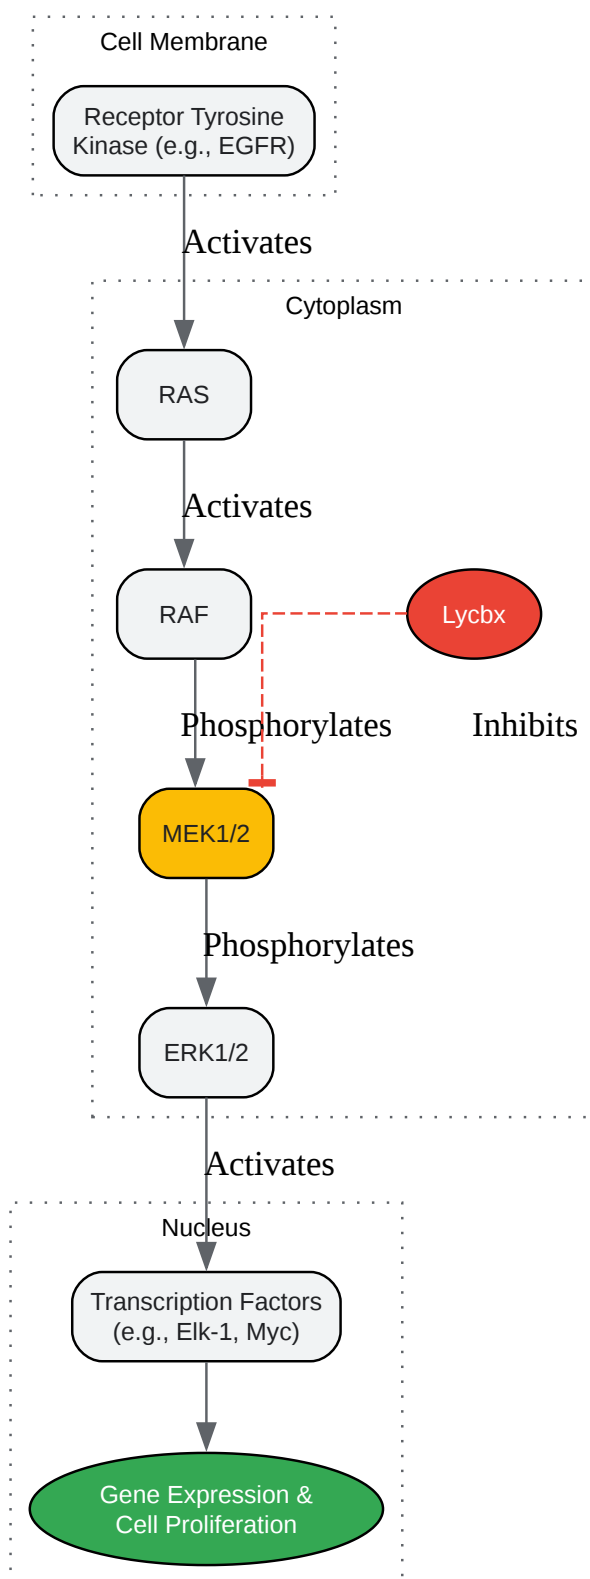 Cell Membrane
Receptor Tyrosine
Kinase (e.g., EGFR)
Activates
Cytoplasm
RAS
Activates
RAF
Lycbx
Phosphorylates
Inhibits
MEK1/2
Phosphorylates
ERK1/2
Activates
Nucleus
Transcription Factors
(e.g., Elk-1, Myc)
Gene Expression &
Cell Proliferation